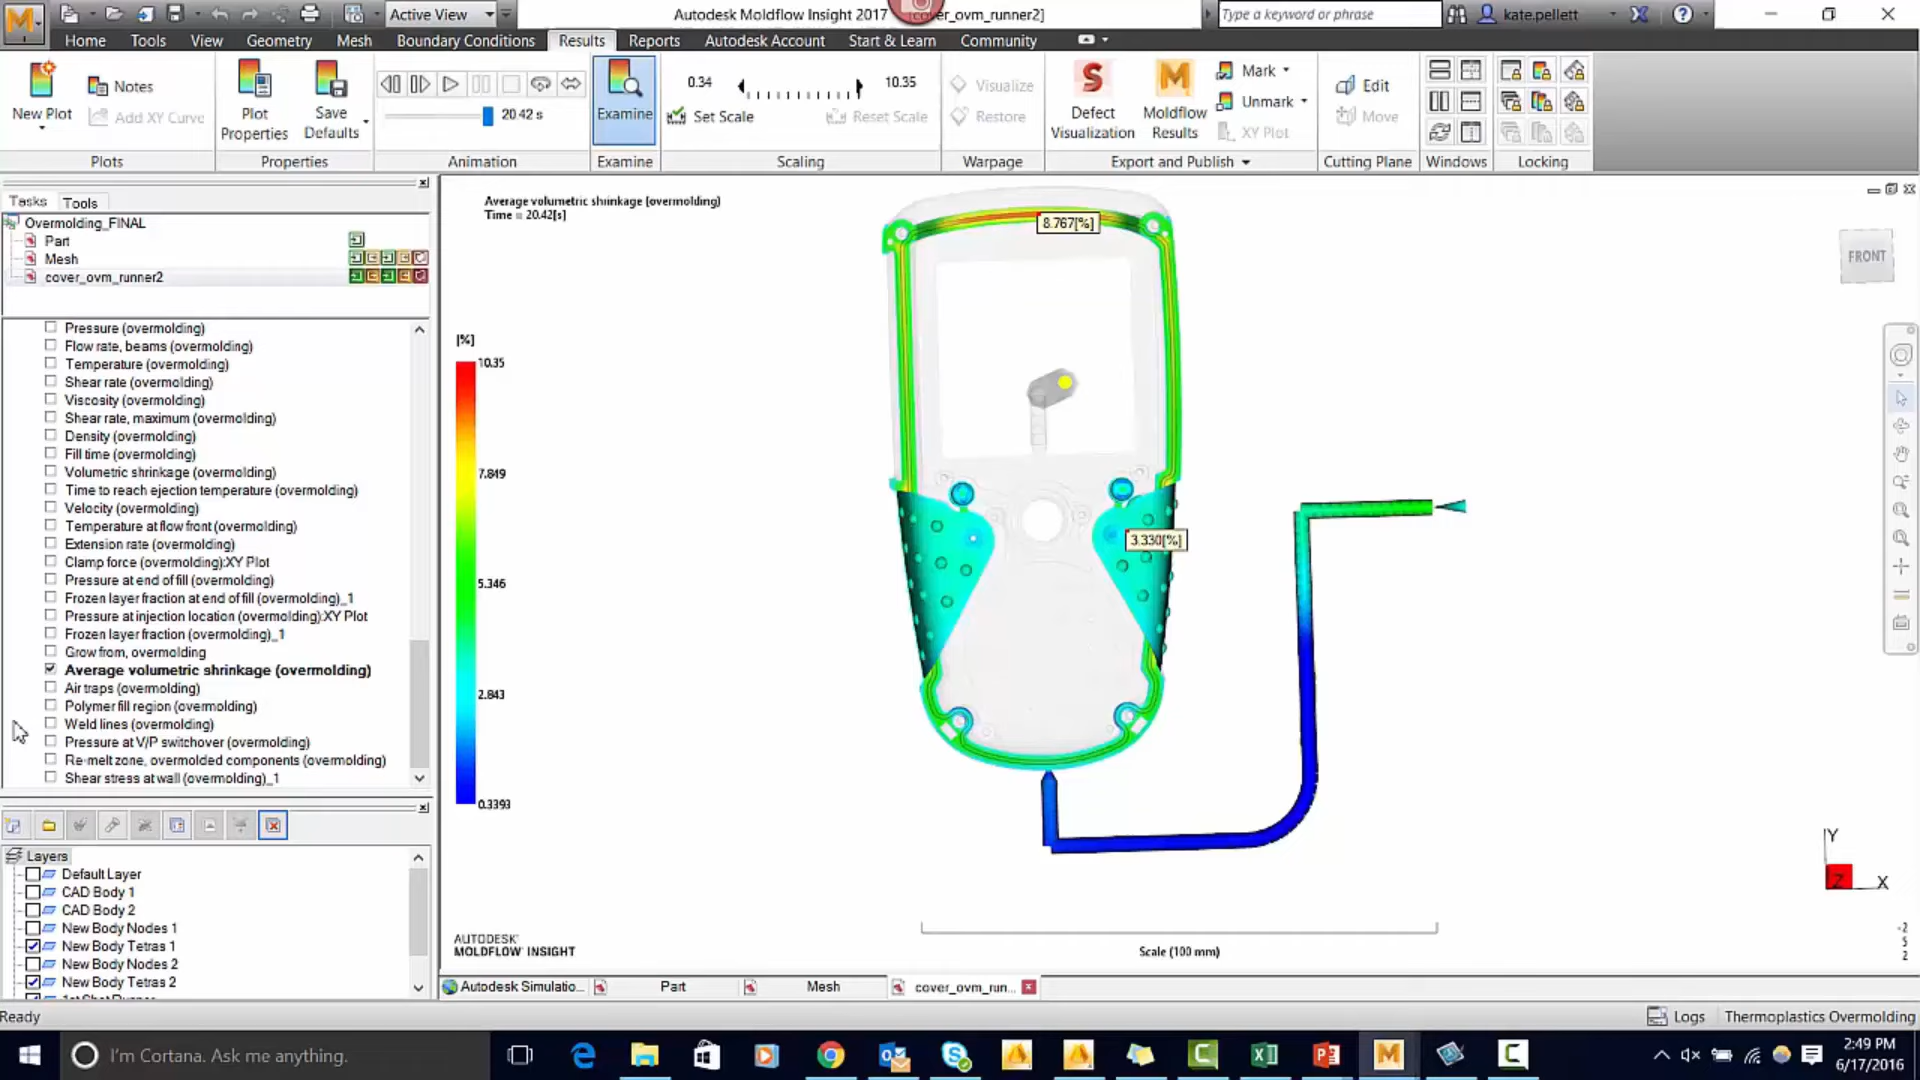 Active View
Autodesk Moldflow Insight 2017
cover_ovm_runner2]
Type a keyword or phrase
kate.pellett
Home Tools View Geometry Mesh Boundary Conditions Results Reports Autodesk Account Start & Learn Community
New Plot
Notes
Add XY Curve
Plots
Plot Properties
Save Defaults
Properties
20.42 s
Animation
Examine
Examine
0.34
10.35
Set Scale
Reset Scale
Scaling
Visualize
Restore
Warpage
Defect Visualization
Moldflow Results
Mark
Unmark
XY Plot
Export and Publish
Edit
Move
Cutting Plane
Windows
Locking
Tasks Tools
Overmolding_FINAL
Part
Mesh
cover_ovm_runner2
Pressure (overmolding)
Flow rate, beams (overmolding)
Temperature (overmolding)
Shear rate (overmolding)
Viscosity (overmolding)
Shear rate, maximum (overmolding)
Density (overmolding)
Fill time (overmolding)
Volumetric shrinkage (overmolding)
Time to reach ejection temperature (overmolding)
Velocity (overmolding)
Temperature at flow front (overmolding)
Extension rate (overmolding)
Clamp force (overmolding):XY Plot
Pressure at end of fill (overmolding)
Frozen layer fraction at end of fill (overmolding)_1
Pressure at injection location (overmolding):XY Plot
Frozen layer fraction (overmolding)_1
Grow from, overmolding
Average volumetric shrinkage (overmolding)
Air traps (overmolding)
Polymer fill region (overmolding)
Weld lines (overmolding)
Pressure at V/P switchover (overmolding)
Re-melt zone, overmolded components (overmolding)
Shear stress at wall (overmolding)_1
Layers
Default Layer
CAD Body 1
CAD Body 2
New Body Nodes 1
New Body Tetras 1
New Body Nodes 2
New Body Tetras 2
1st Shot Runner
Average volumetric shrinkage (overmolding)
Time = 20.42[s]
[%]
10.35
7.849
5.346
2.843
0.3393
8.767[%]
3.330[%]
FRONT
Y
Z
X
-2
5
2
AUTODESK'
MOLDFLOW' INSIGHT
Scale (100 mm)
Autodesk Simulatio...
Part
Mesh
cover_ovm_run...
Ready
Logs
Thermoplastics Overmolding
I'm Cortana. Ask me anything.
2:49 PM
6/17/2016